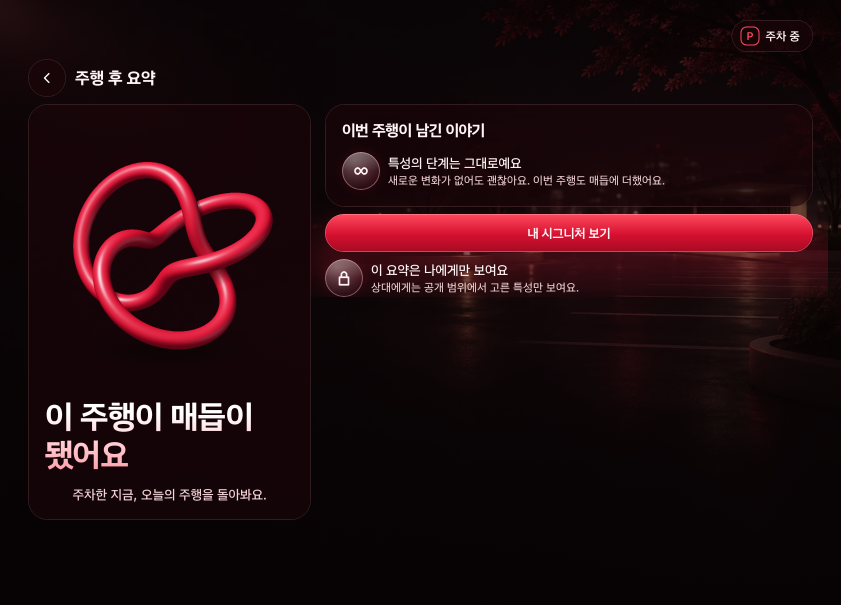 P 주차 중
주행 후 요약
이 주행이 매듭이
됐어요
주차한 지금, 오늘의 주행을 돌아봐요.
이번 주행이 남긴 이야기
특성의 단계는 그대로예요
새로운 변화가 없어도 괜찮아요. 이번 주행도 매듭에 더했어요.
내 시그니처 보기
이 요약은 나에게만 보여요
상대에게는 공개 범위에서 고른 특성만 보여요.